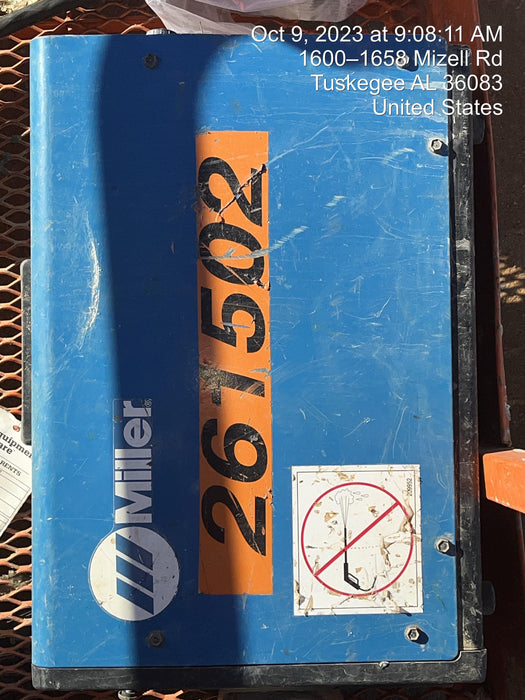 Oct 9, 2023 at 9:08:11 AM
1600–1658 Mizell Rd
Tuskegee AL 36083
United States
261502
Miller